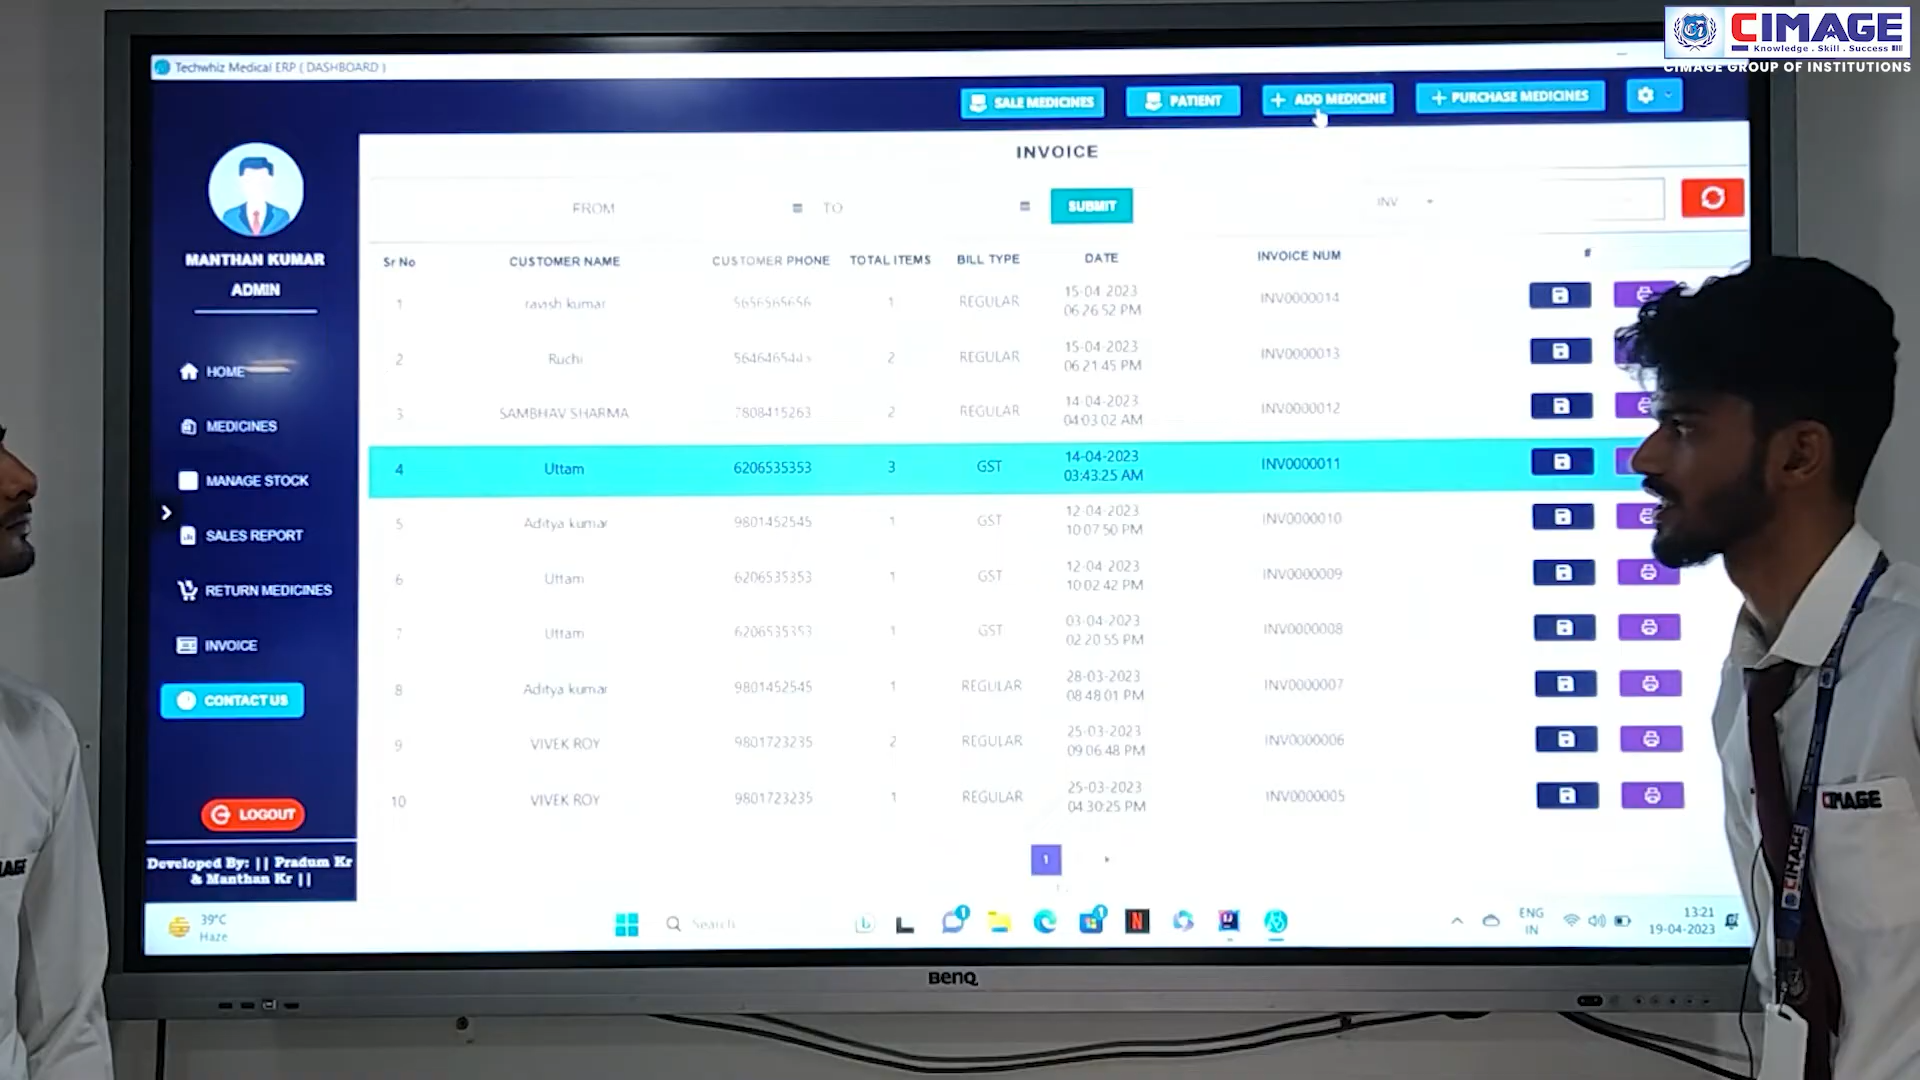 CIMAGE
Knowledge . Skill . Success
CIMAGE GROUP OF INSTITUTIONS
Techwhiz Medical ERP ( DASHBOARD )
SALE MEDICINES
PATIENT
ADD MEDICINE
PURCHASE MEDICINES
MANTHAN KUMAR
ADMIN
HOME
MEDICINES
MANAGE STOCK
SALES REPORT
RETURN MEDICINES
INVOICE
CONTACT US
LOGOUT
Developed By: || Pradum Kr
& Manthan Kr ||
INVOICE
FROM TO SUBMIT INV
Sr No CUSTOMER NAME CUSTOMER PHONE TOTAL ITEMS BILL TYPE DATE INVOICE NUM #
1 ravish kumar 5656565656 1 REGULAR 15-04-2023 06:26:52 PM INV0000014
2 Ruchi 2 REGULAR 15-04-2023 06:21:45 PM INV0000013
3 SAMBHAV SHARMA 7808415263 2 REGULAR 14-04-2023 04:03:02 AM INV0000012
4 Uttam 6206535353 3 GST 14-04-2023 03:43:25 AM INV0000011
5 Aditya kumar 9801452545 1 GST 12-04-2023 10:07:50 PM INV0000010
6 Uttam 6206535353 1 GST 12-04-2023 10:02:42 PM INV0000009
7 Uttam 6206535353 1 GST 03-04-2023 02:20:55 PM INV0000008
8 Aditya kumar 9801452545 1 REGULAR 28-03-2023 08:48:01 PM INV0000007
9 VIVEK ROY 9801723235 2 REGULAR 25-03-2023 09:06:48 PM INV0000006
10 VIVEK ROY 9801723235 1 REGULAR 25-03-2023 04:30:25 PM INV0000005
1
39°C
Haze
Search
ENG
IN
13:21
19-04-2023
BenQ
CIMAGE
CIMAGE